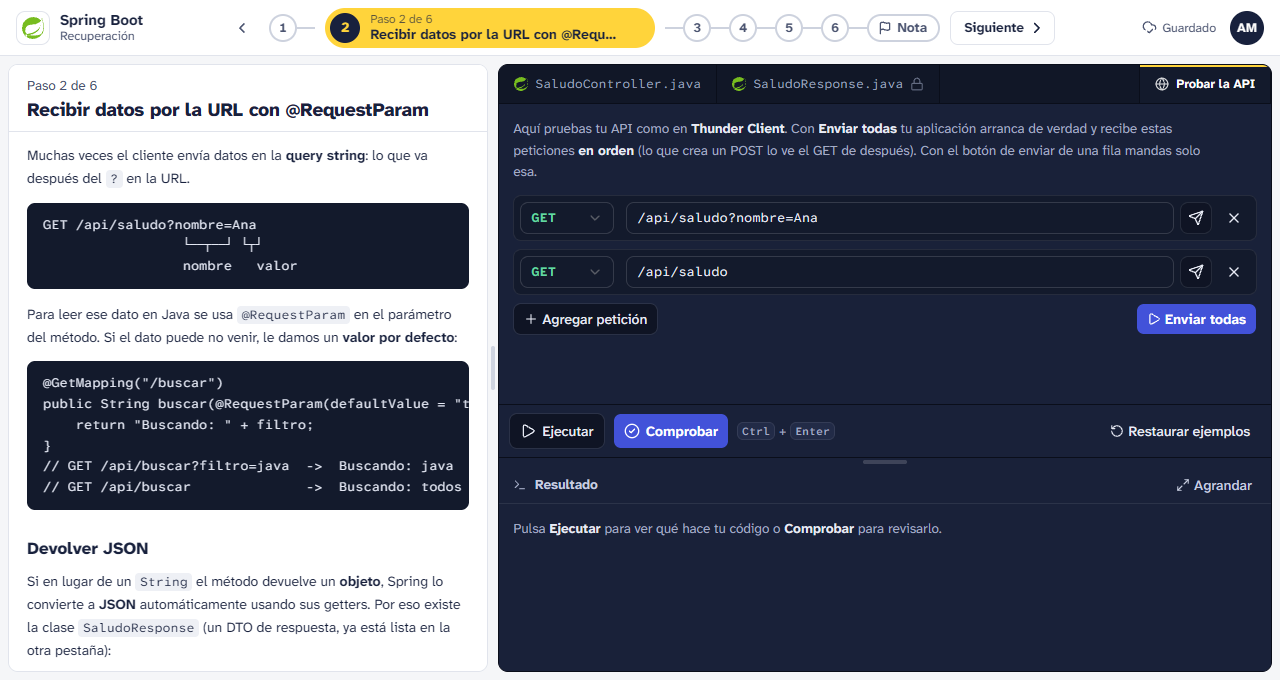 Spring Boot
Recuperación
1
2
Paso 2 de 6
Recibir datos por la URL con @Requ...
3
4
5
6
Nota
Siguiente
Guardado
AM
Paso 2 de 6
Recibir datos por la URL con @RequestParam
Muchas veces el cliente envía datos en la query string: lo que va
después del ? en la URL.
GET /api/saludo?nombre=Ana
nombre valor
Para leer ese dato en Java se usa @RequestParam en el parámetro
del método. Si el dato puede no venir, le damos un valor por defecto:
@GetMapping("/buscar")
public String buscar(@RequestParam(defaultValue = "t
return "Buscando: " + filtro;
}
// GET /api/buscar?filtro=java -> Buscando: java
// GET /api/buscar -> Buscando: todos
Devolver JSON
Si en lugar de un String el método devuelve un objeto, Spring lo
convierte a JSON automáticamente usando sus getters. Por eso existe
la clase SaludoResponse (un DTO de respuesta, ya está lista en la
otra pestaña):
SaludoController.java
SaludoResponse.java
Probar la API
Aquí pruebas tu API como en Thunder Client. Con Enviar todas tu aplicación arranca de verdad y recibe estas
peticiones en orden (lo que crea un POST lo ve el GET de después). Con el botón de enviar de una fila mandas solo
esa.
GET /api/saludo?nombre=Ana
GET /api/saludo
+ Agregar petición
Enviar todas
Ejecutar
Comprobar
Ctrl + Enter
Restaurar ejemplos
Resultado
Agrandar
Pulsa Ejecutar para ver qué hace tu código o Comprobar para revisarlo.